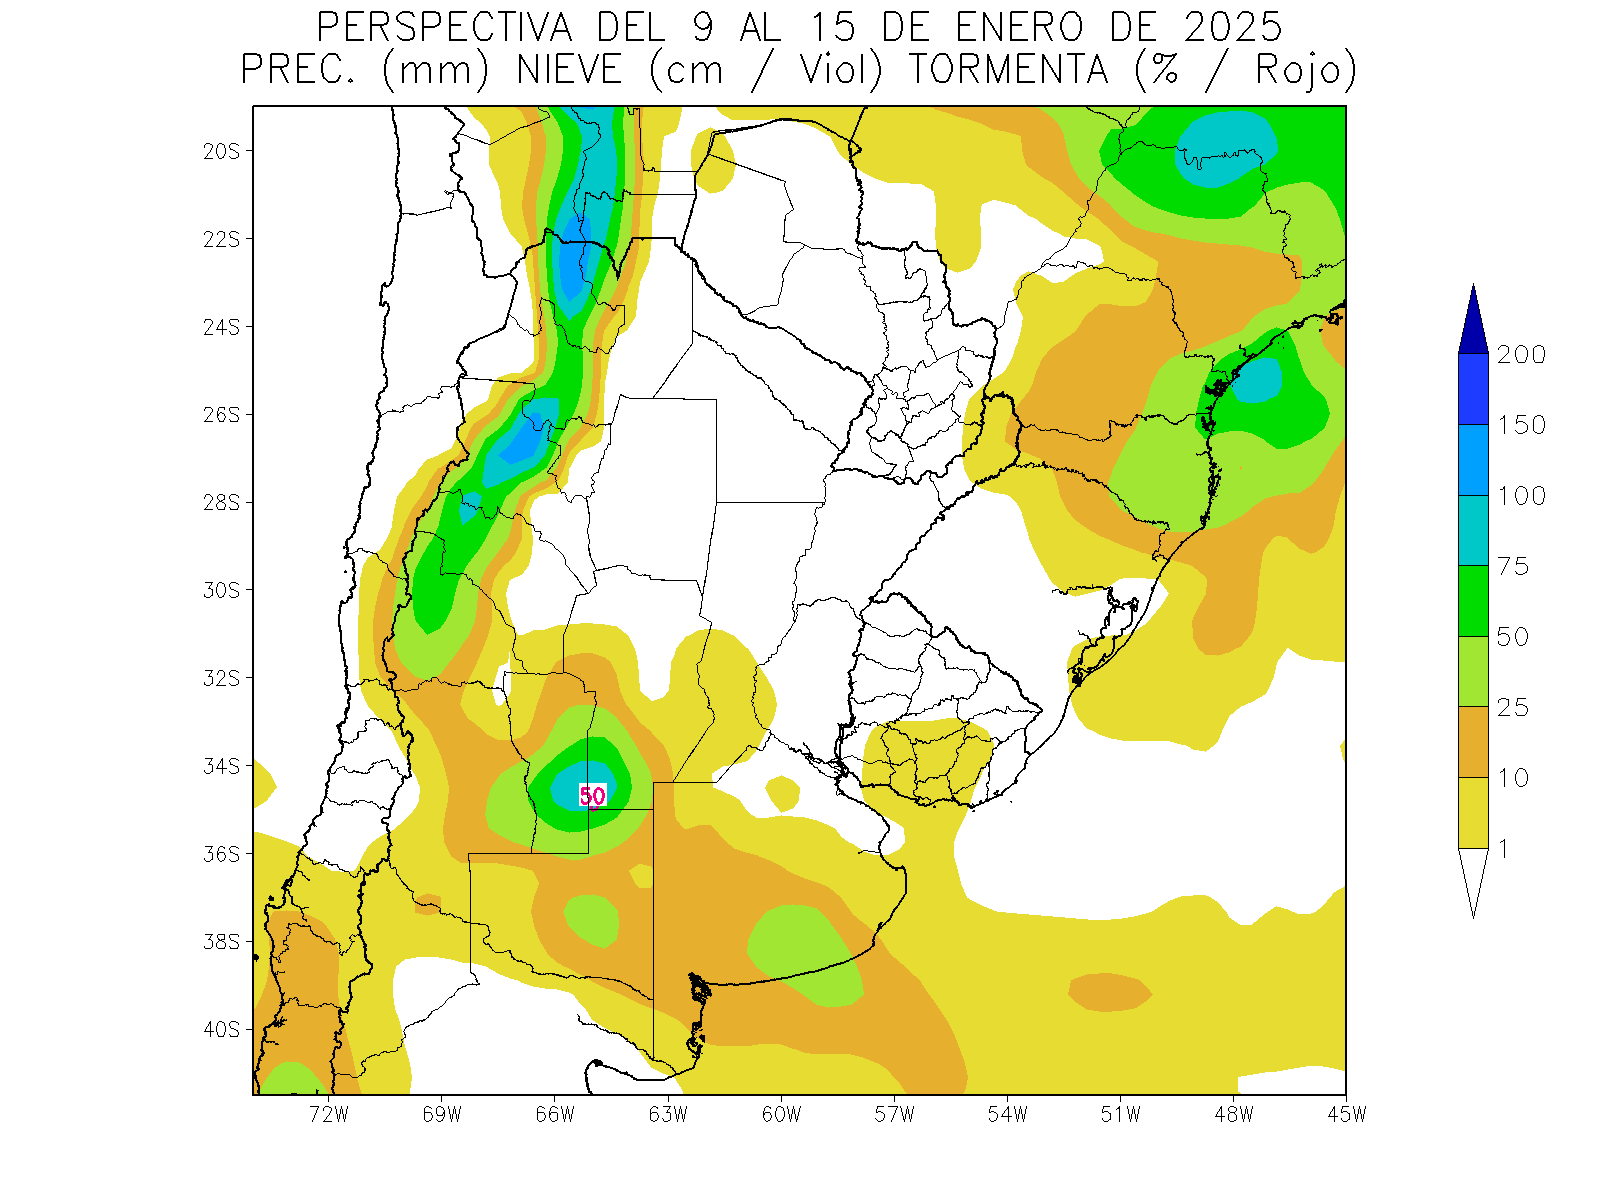 PERSPECTIVA DEL 9 AL 15 DE ENERO DE 2025
PREC. (mm) NIEVE (cm / Viol) TORMENTA (% / Rojo)
20S
22S
24S
26S
28S
30S
32S
34S
36S
38S
40S
50
72W 69W 66W 63W 60W 57W 54W 51W 48W 45W
200
150
100
75
50
25
10
1